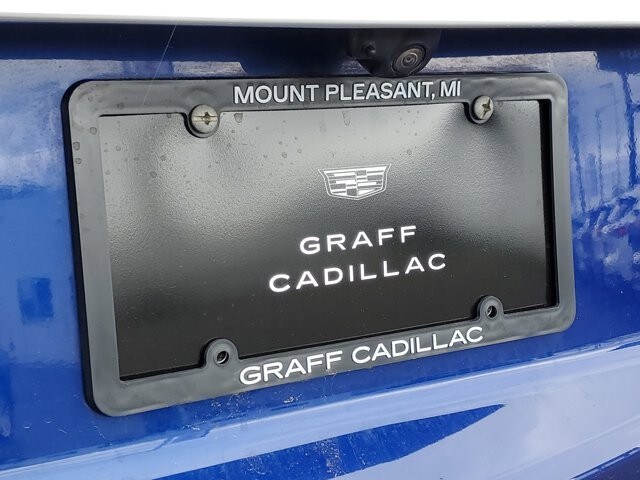 MOUNT PLEASANT, MI
GRAFF
CADILLAC
GRAFF CADILLAC